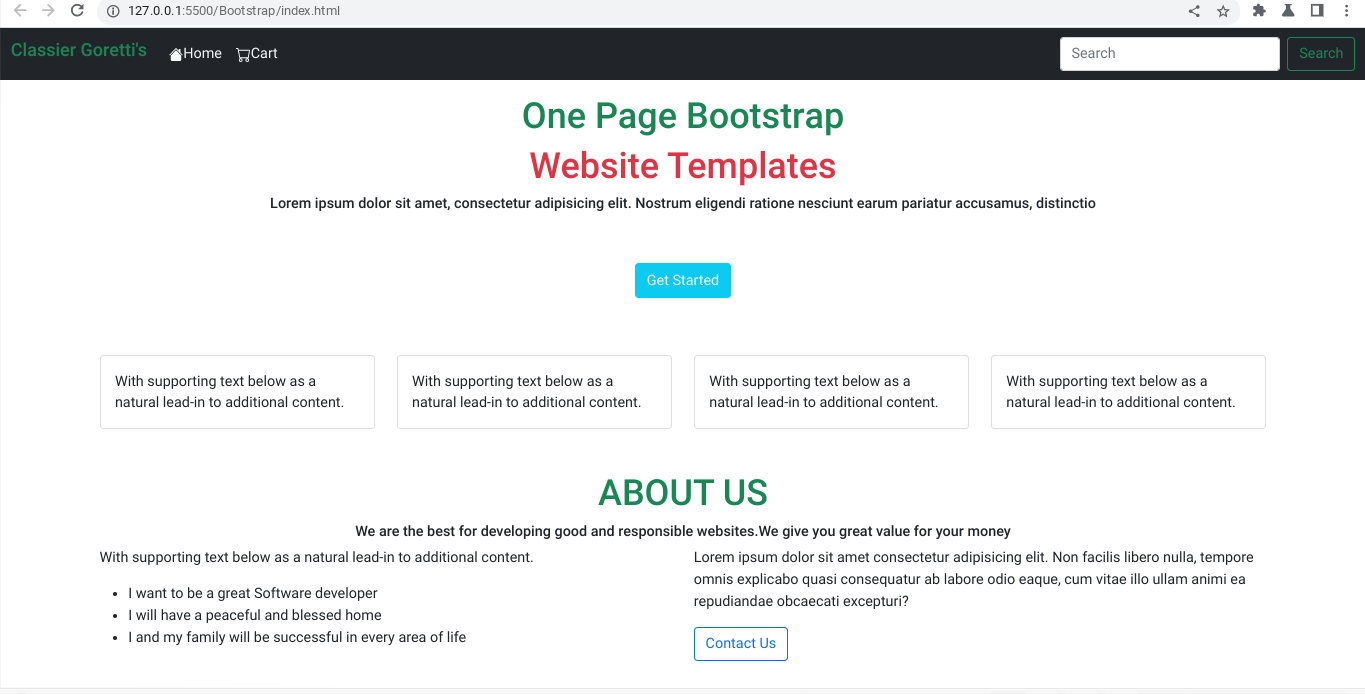 127.0.0.1:5500/Bootstrap/index.html
Classier Goretti's Home Cart Search Search
One Page Bootstrap
Website Templates
Lorem ipsum dolor sit amet, consectetur adipisicing elit. Nostrum eligendi ratione nesciunt earum pariatur accusamus, distinctio
Get Started
With supporting text below as a
natural lead-in to additional content.
With supporting text below as a
natural lead-in to additional content.
With supporting text below as a
natural lead-in to additional content.
With supporting text below as a
natural lead-in to additional content.
ABOUT US
We are the best for developing good and responsible websites.We give you great value for your money
With supporting text below as a natural lead-in to additional content.
• I want to be a great Software developer
• I will have a peaceful and blessed home
• I and my family will be successful in every area of life
Lorem ipsum dolor sit amet consectetur adipisicing elit. Non facilis libero nulla, tempore
omnis explicabo quasi consequatur ab labore odio eaque, cum vitae illo ullam animi ea
repudiandae obcaecati excepturi?
Contact Us